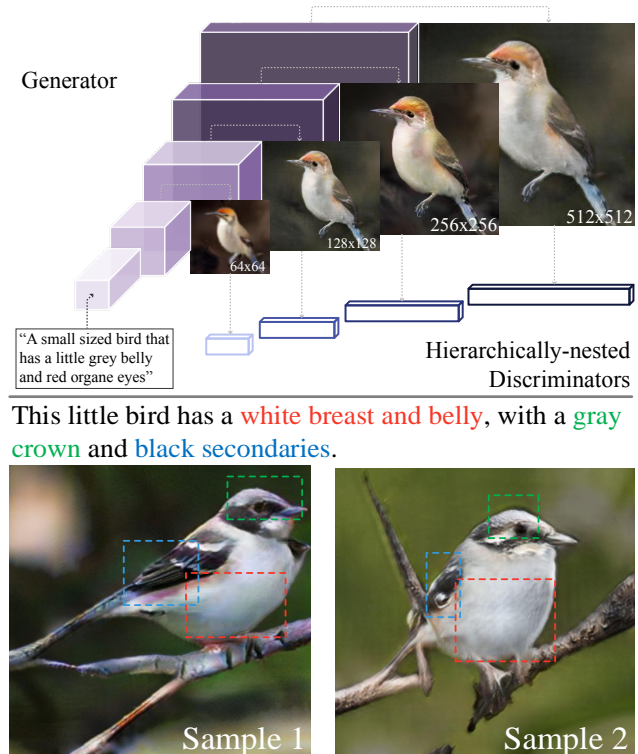 Generator
64x64
128x128
256x256
512x512
“A small sized bird that
has a little grey belly
and red organe eyes”
Hierarchically-nested
Discriminators
This little bird has a white breast and belly, with a gray
crown and black secondaries.
Sample 1
Sample 2